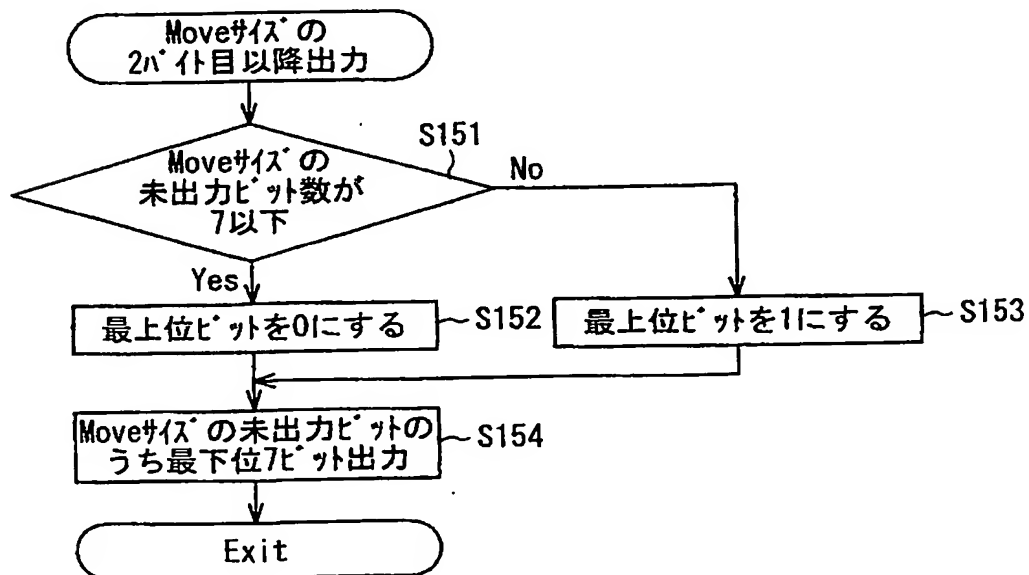 Moveｻｲｽﾞの
2ﾊﾞｲﾄ目以降出力
S151
Moveｻｲｽﾞの
未出力ﾋﾞｯﾄ数が
7以下
No
Yes
最上位ﾋﾞｯﾄを0にする
S152
最上位ﾋﾞｯﾄを1にする
S153
Moveｻｲｽﾞの未出力ﾋﾞｯﾄの
うち最下位7ﾋﾞｯﾄ出力
S154
Exit